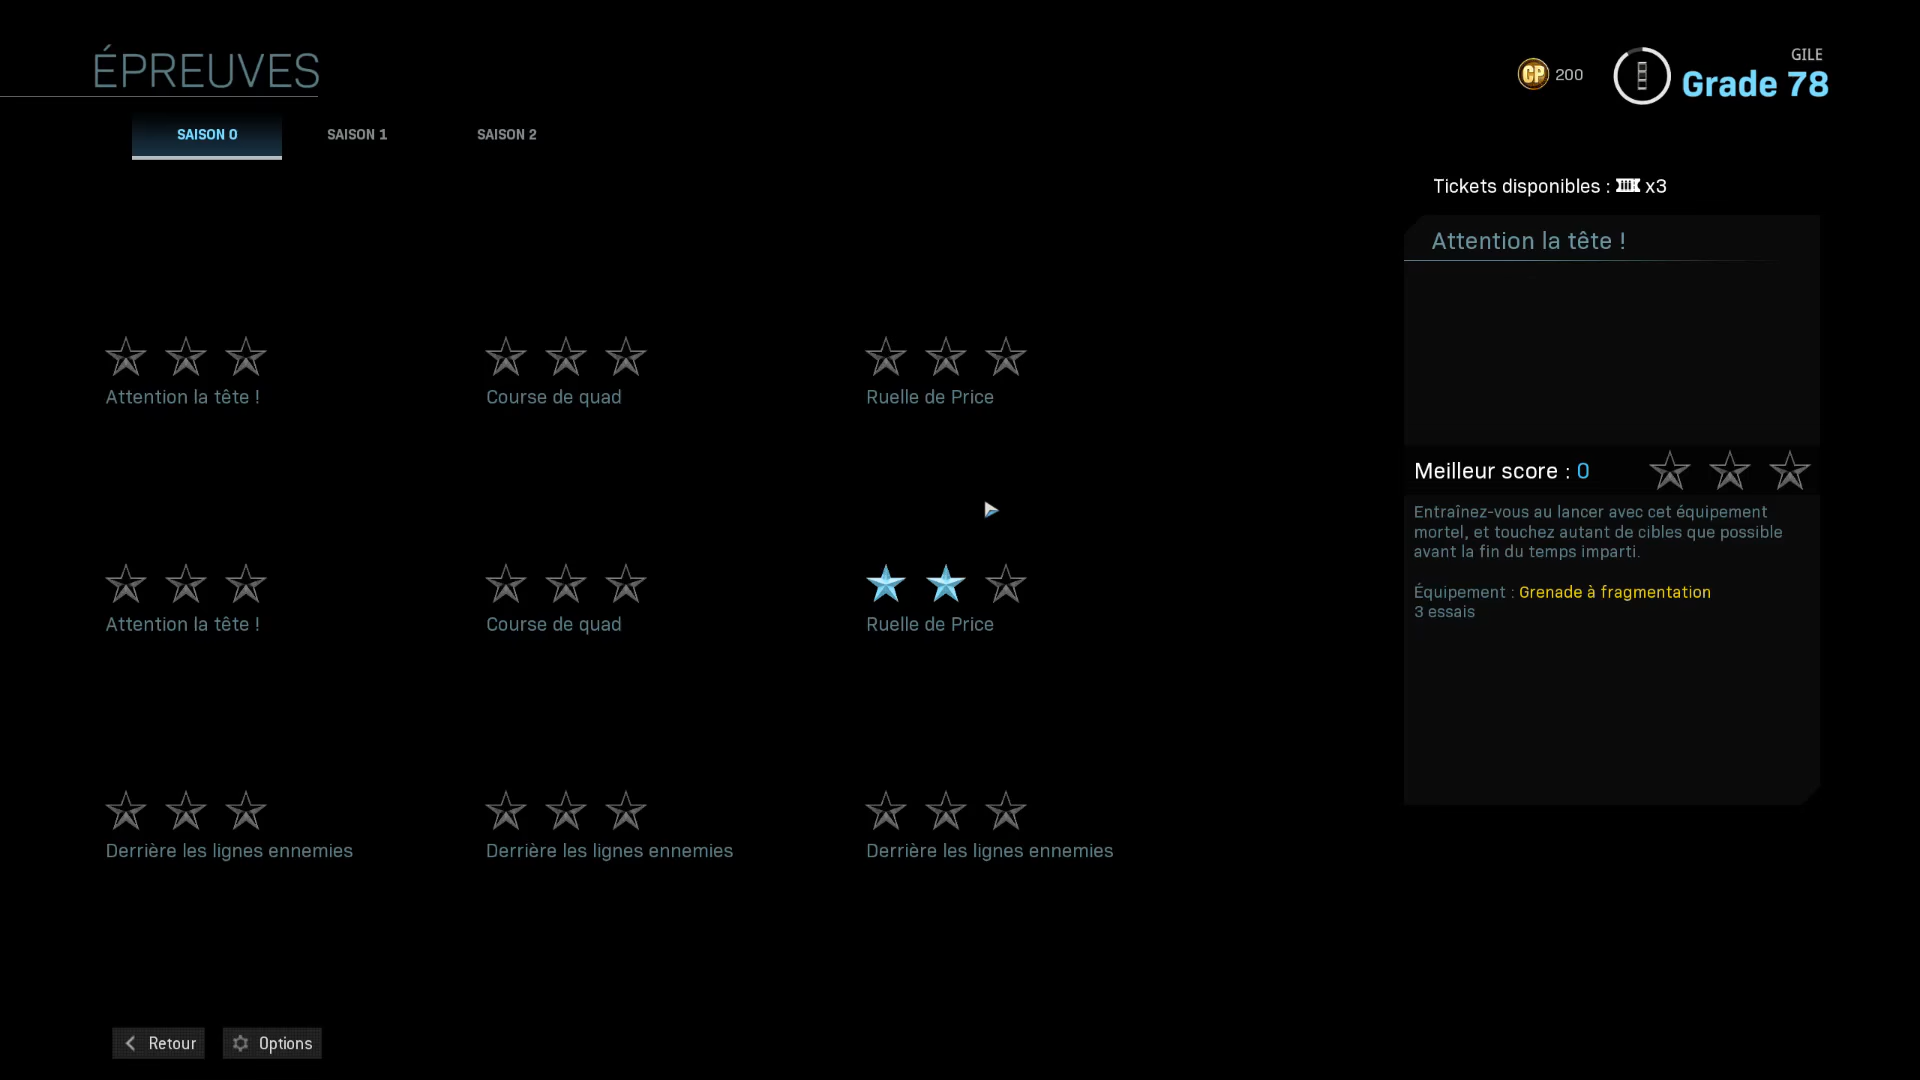 ÉPREUVES
GP 200
GILE
Grade 78
SAISON 0 SAISON 1 SAISON 2
Tickets disponibles : x3
Attention la tête !
Attention la tête ! Course de quad Ruelle de Price
Meilleur score : 0
Entraînez-vous au lancer avec cet équipement
mortel, et touchez autant de cibles que possible
avant la fin du temps imparti.
Équipement : Grenade à fragmentation
3 essais
Attention la tête ! Course de quad Ruelle de Price
Derrière les lignes ennemies Derrière les lignes ennemies Derrière les lignes ennemies
Retour Options